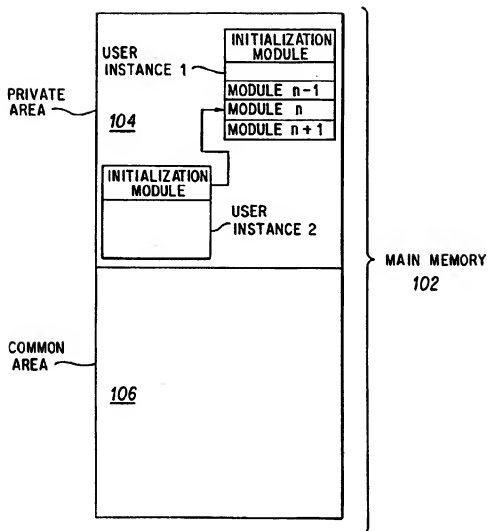 INITIALIZATION
MODULE
USER
INSTANCE 1
MODULE n-1
MODULE n
MODULE n+1
PRIVATE
AREA
104
INITIALIZATION
MODULE
USER
INSTANCE 2
MAIN MEMORY
102
COMMON
AREA
106